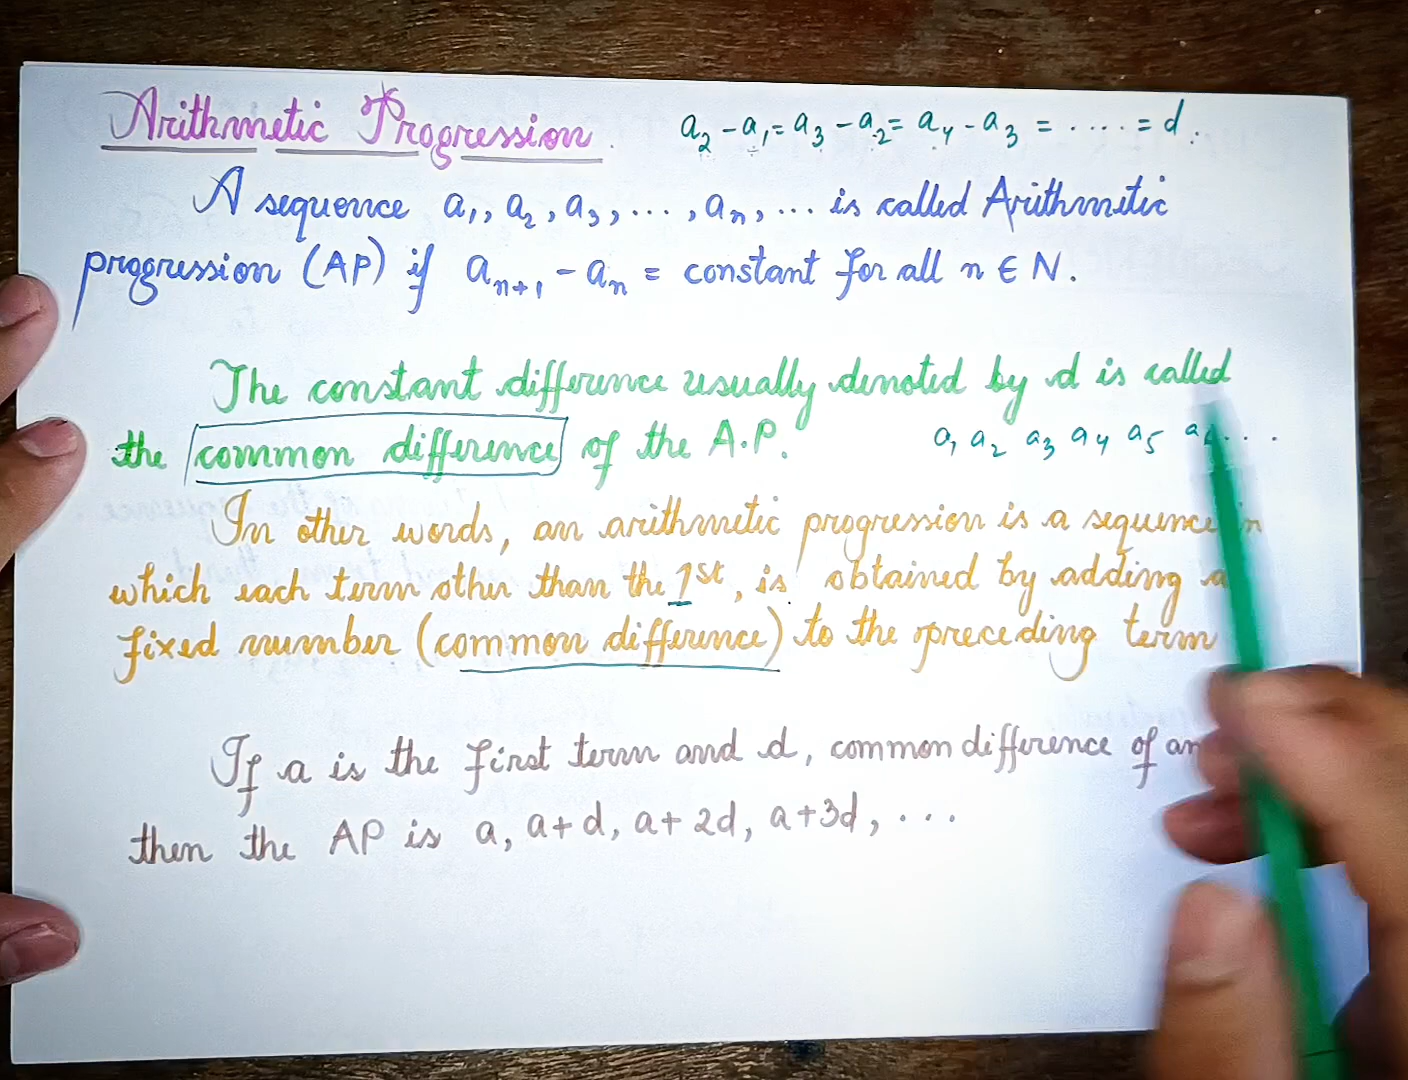 Arithmetic Progression. a₂ - a₁ = a₃ - a₂ = a₄ - a₃ = ..... = d.
A sequence a₁, a₂, a₃, ..., aₙ, ... is called Arithmetic
progression (AP) if aₙ₊₁ - aₙ = constant for all n ∈ N.
The constant difference usually denoted by d is called
the common difference of the A.P.
a₁ a₂ a₃ a₄ a₅
In other words, an arithmetic progression is a sequence in
which each term other than the 1st, is obtained by adding a
fixed number (common difference) to the preceding term
If a is the first term and d, common difference of
then the AP is a, a+d, a+2d, a+3d, ...